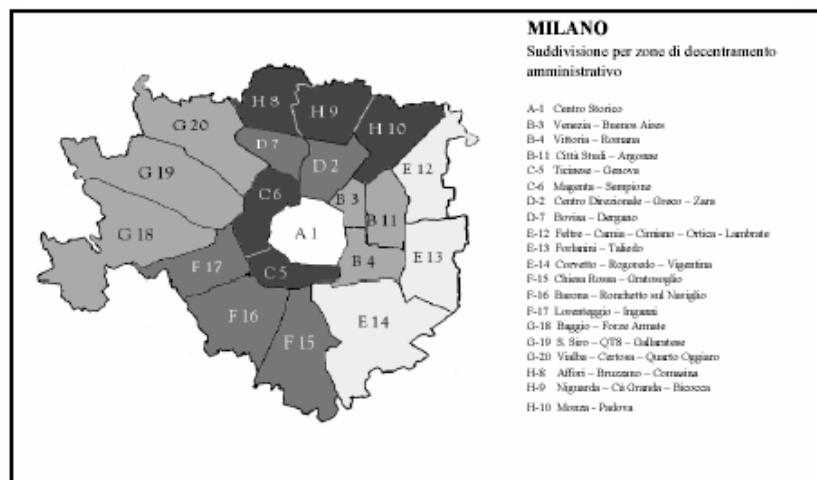 MILANO
Suddivisione per zone di decentramento
amministrativo
A-1 Centro Storico
B-3 Venezia – Buenos Aires
B-4 Vittoria – Romana
B-11 Città Studi – Argonne
C-5 Ticinese – Genova
C-6 Magenta – Sempione
D-2 Centro Direzionale – Greco – Zara
D-7 Bovisa – Dergano
E-12 Feltre – Carnia – Cimiano – Ortica - Lambrate
E-13 Forlanini – Taliedo
E-14 Corvetto – Rogoredo – Vigentina
F-15 Chiesa Rossa – Gratosoglio
F-16 Barona – Ronchetto sul Naviglio
F-17 Lorenteggio – Inganni
G-18 Baggio – Forze Armate
G-19 S. Siro – QT8 – Gallaratese
G-20 Vialba – Certosa – Quarto Oggiaro
H-8 Affori – Bruzzano – Comasina
H-9 Niguarda – Cà Granda – Bicocca
H-10 Monza - Padova
H 8
H 9
H 10
G 20
D 7
D 2
E 12
G 19
C 6
B 3
B 11
G 18
A 1
F 17
C 5
B 4
E 13
F 16
F 15
E 14